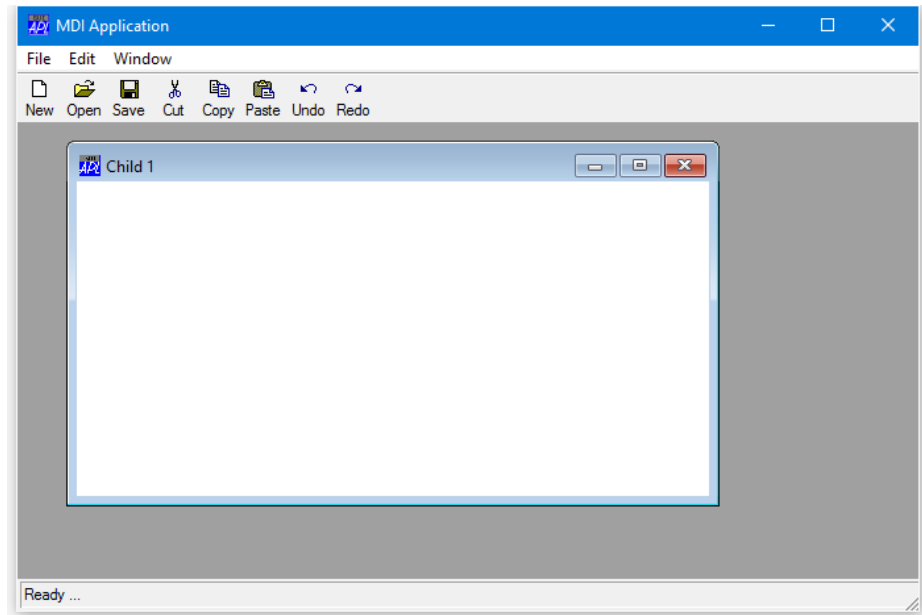 MDI Application
File Edit Window
New Open Save Cut Copy Paste Undo Redo
Child 1
Ready ...